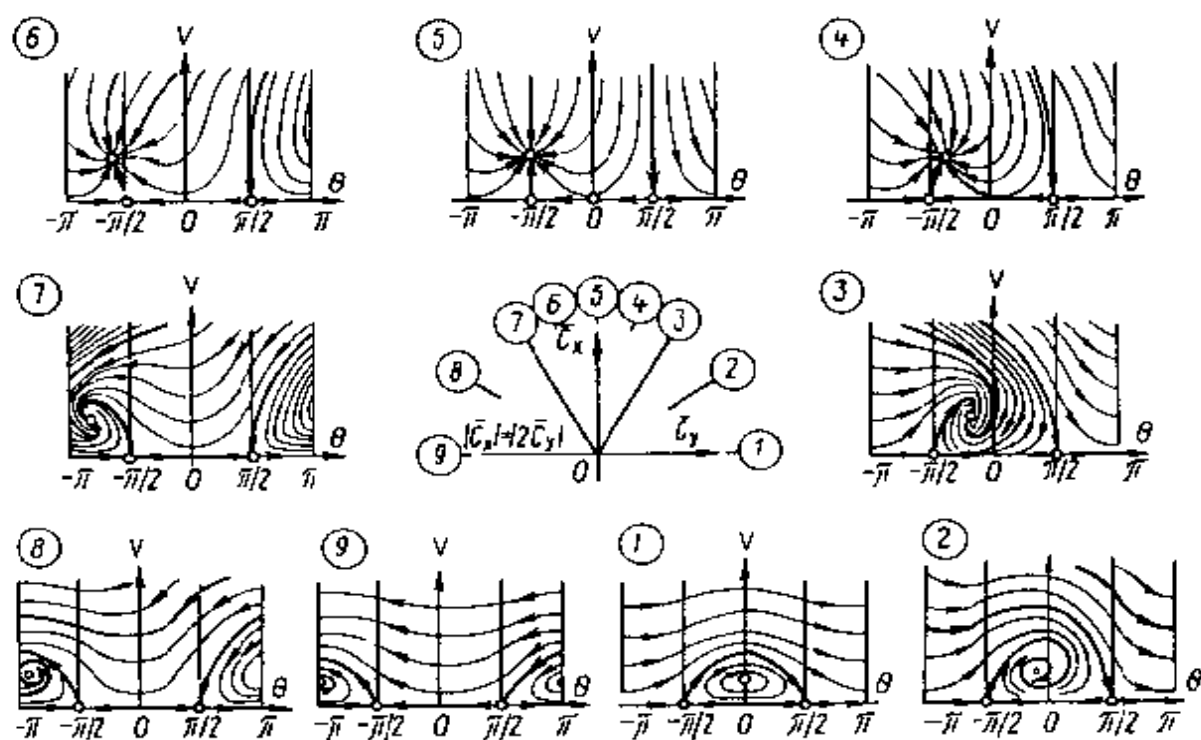 6 5 4
V V V
θ θ θ
-π -π/2 0 π/2 π -π -π/2 0 π/2 π -π -π/2 0 π/2 π
7 6 5 4 3 3
V c̄ₓ V
8 2
θ |c̄ₓ|=|2c̄ᵧ| c̄ᵧ θ
9 0 1
-π -π/2 0 π/2 π -π -π/2 0 π/2 π
7
8 9 1 2
V V V V
θ θ θ θ
-π -π/2 0 π/2 π -π -π/2 0 π/2 π -π -π/2 0 π/2 π -π -π/2 0 π/2 π